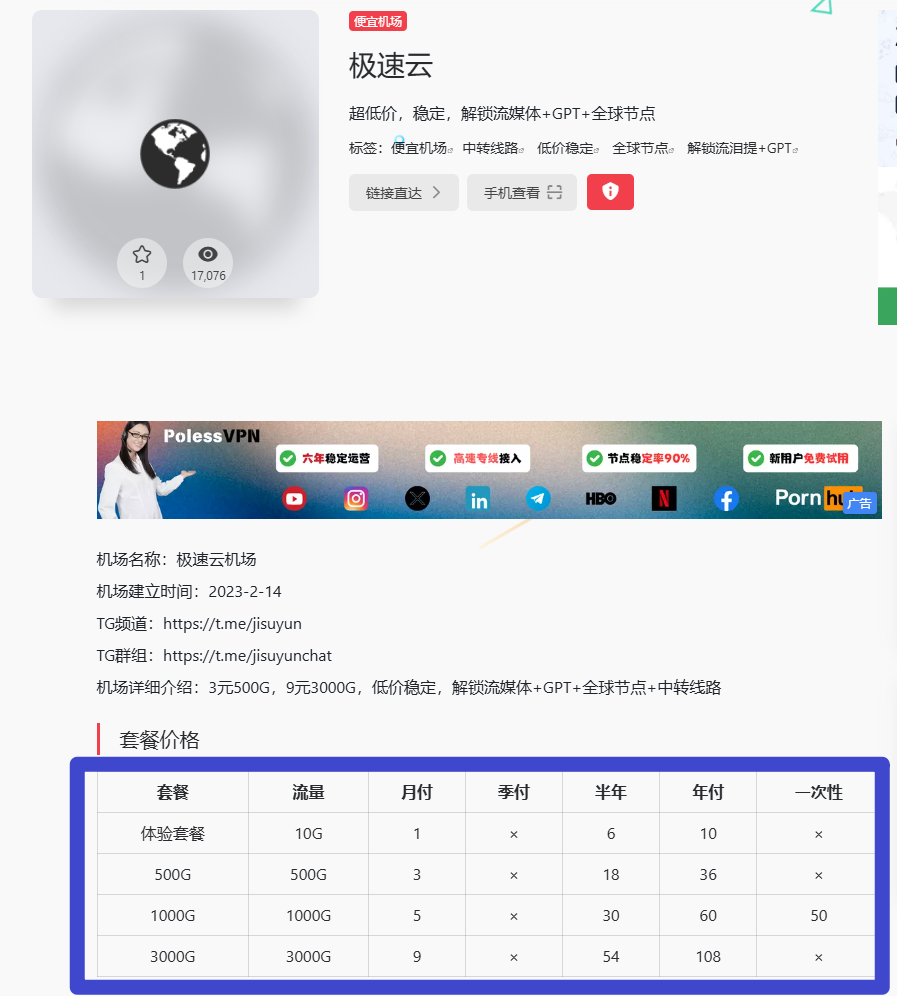 便宜机场
极速云
超低价，稳定，解锁流媒体+GPT+全球节点
标签：便宜机场 中转线路 低价稳定 全球节点 解锁流泪提+GPT
链接直达 手机查看
1 17,076
PolessVPN
六年稳定运营 高速专线接入 节点稳定率90% 新用户免费试用
in HBO N Porn hub
广告
机场名称：极速云机场
机场建立时间：2023-2-14
TG频道：https://t.me/jisuyun
TG群组：https://t.me/jisuyunchat
机场详细介绍：3元500G，9元3000G，低价稳定，解锁流媒体+GPT+全球节点+中转线路
套餐价格
套餐 流量 月付 季付 半年 年付 一次性
体验套餐 10G 1 × 6 10 ×
500G 500G 3 × 18 36 ×
1000G 1000G 5 × 30 60 50
3000G 3000G 9 × 54 108 ×